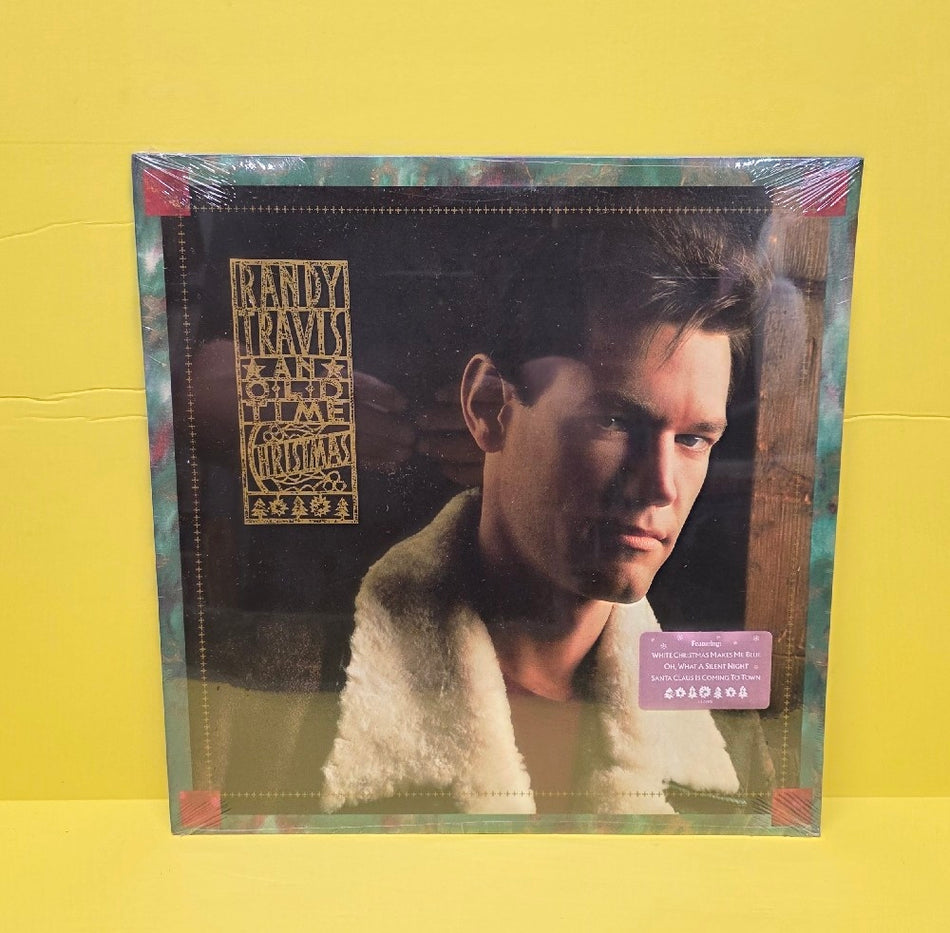 RANDY
TRAVIS
AN
OLD
TIME
CHRISTMAS
Featuring:
WHITE CHRISTMAS MAKES ME BLUE
OH, WHAT A SILENT NIGHT
SANTA CLAUS IS COMING TO TOWN